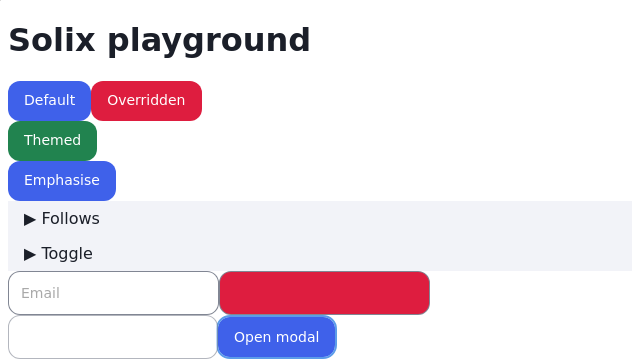 Solix playground
Default Overridden
Themed
Emphasise
▶ Follows
▶ Toggle
Email
Open modal